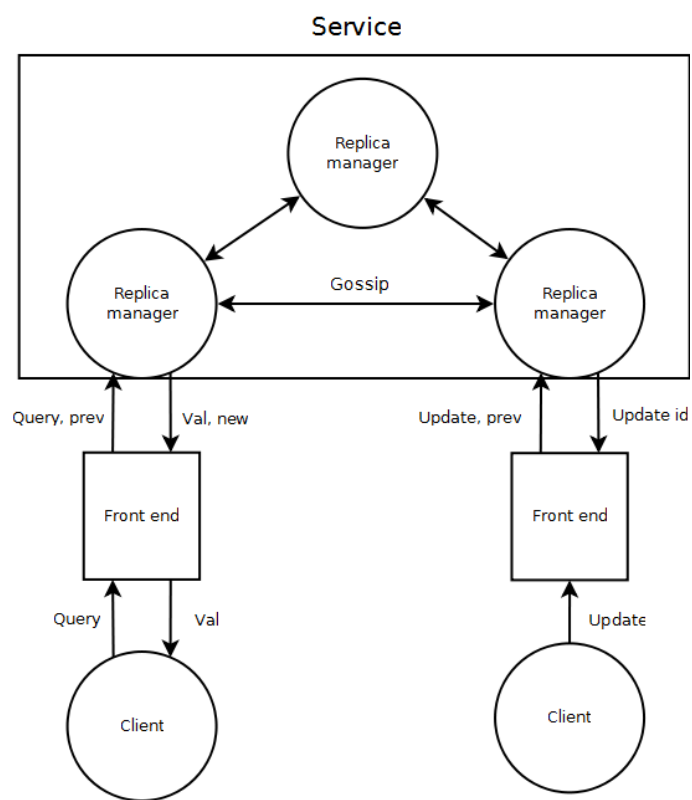 Service
Replica
manager
Gossip
Replica
manager
Replica
manager
Query, prev
Val, new
Update, prev
Update id
Front end
Front end
Query
Val
Update
Client
Client